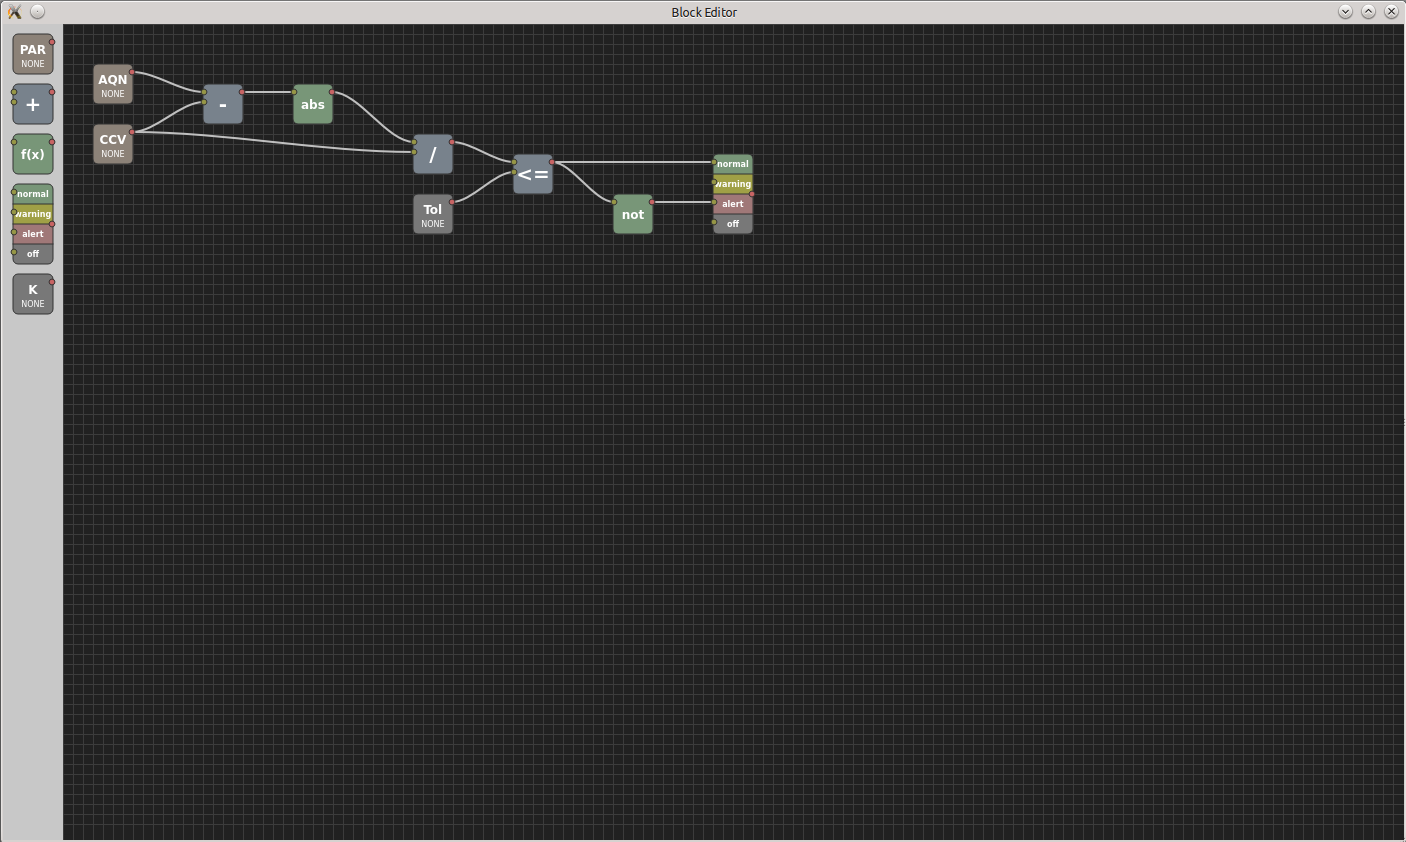 Block Editor
PAR
NONE
+
f(x)
normal
warning
alert
off
K
NONE
AQN
NONE
CCV
NONE
-
abs
/
Tol
NONE
<=
not
normal
warning
alert
off